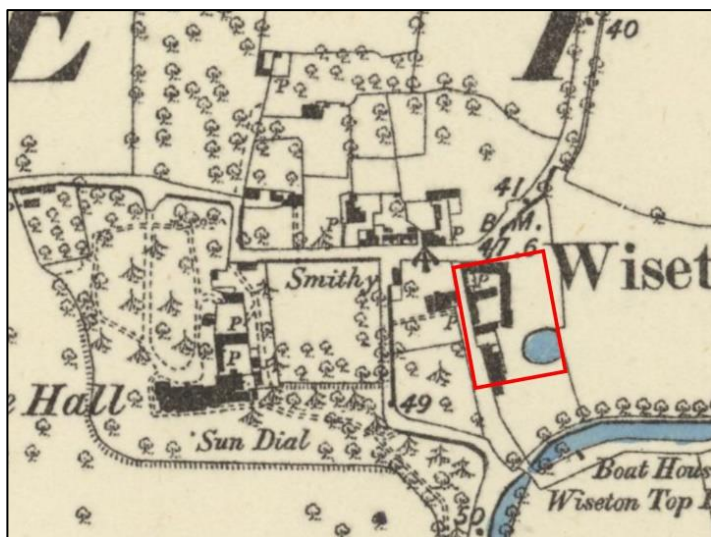 E
40
P
41
B. M.
47.6
P
P
Smithy
Wiset
P
P
P
P
e Hall
49
Sun Dial
Boat Hous
Wiseton Top
50